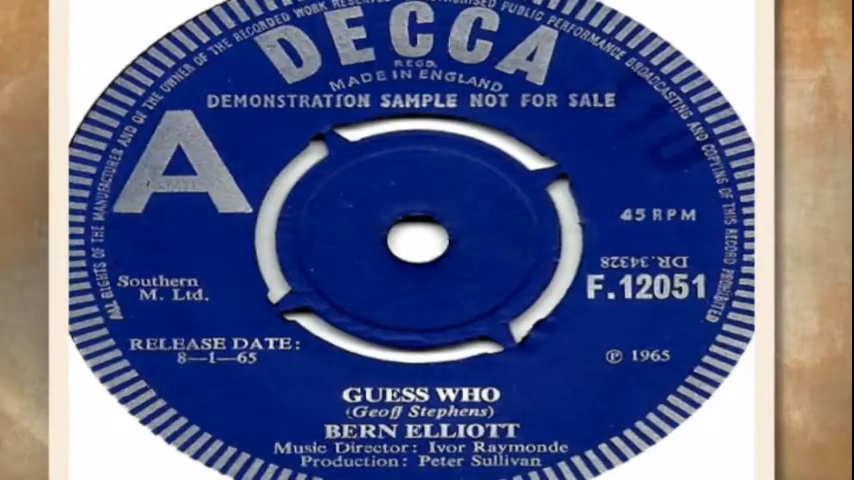 ALL RIGHTS OF THE MANUFACTURER AND OF THE OWNER OF THE RECORDED WORK RESERVED UNAUTHORISED PUBLIC PERFORMANCE BROADCASTING AND COPYING OF THIS RECORD PROHIBITED
DECCA
REGD.
MADE IN ENGLAND
DEMONSTRATION SAMPLE NOT FOR SALE
A
45 RPM
DR. 34328
Southern
M. Ltd.
F.12051
RELEASE DATE:
8—1—65
℗ 1965
GUESS WHO
(Geoff Stephens)
BERN ELLIOTT
Music Director: Ivor Raymonde
Production: Peter Sullivan